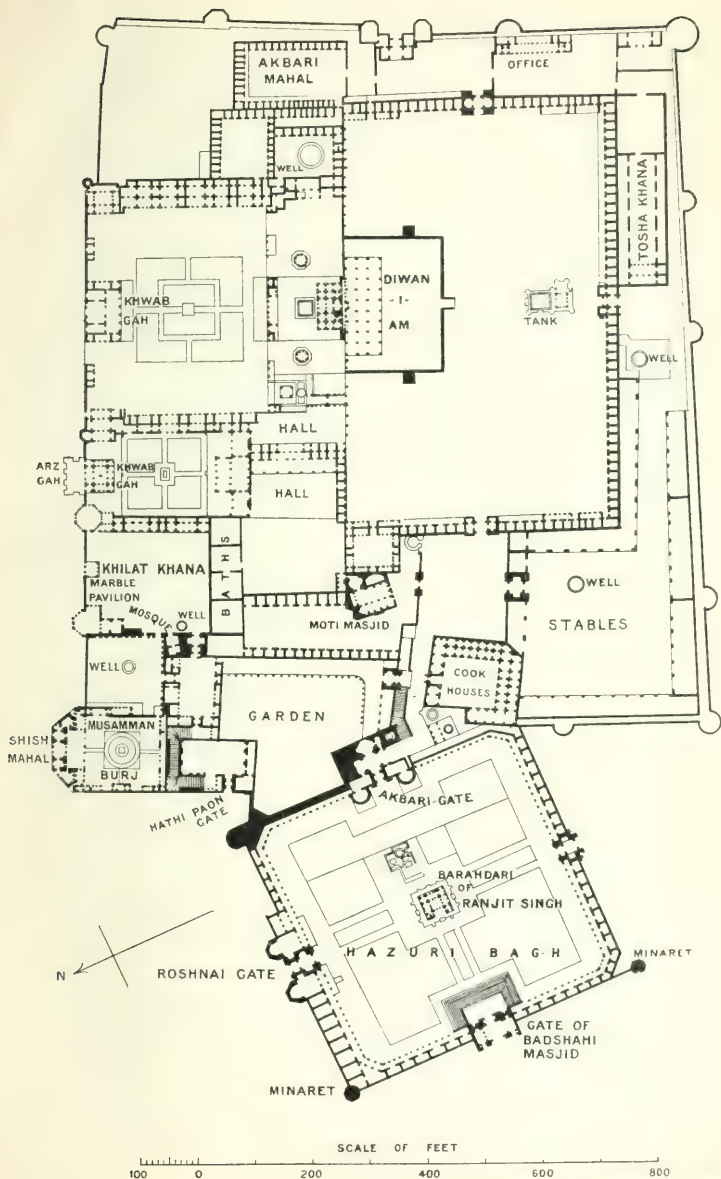 AKBARI
MAHAL
OFFICE
WELL
TOSHA KHANA
KHWAB
GAH
DIWAN
-I-
AM
TANK
WELL
HALL
ARZ
GAH
KHWAB
GAH
HALL
BATHS
KHILAT KHANA
MARBLE
PAVILION
MOSQUE
WELL
MOTI MASJID
WELL
STABLES
WELL
COOK
HOUSES
GARDEN
SHISH
MAHAL
MUSAMMAN
BURJ
HATHI PAON
GATE
AKBARI-GATE
BARAHDARI
OF
RANJIT SINGH
N
HAZURI BAGH
MINARET
ROSHNAI GATE
GATE OF
BADSHAHI
MASJID
MINARET
SCALE OF FEET
100 0 200 400 600 800